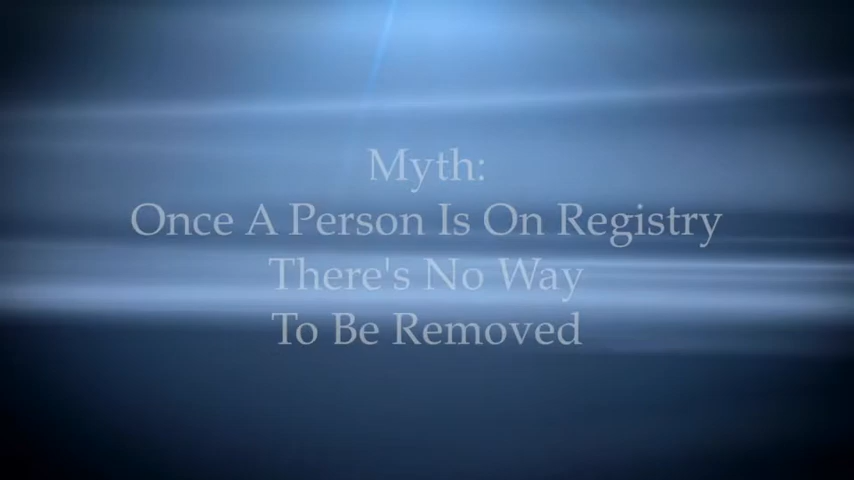 Myth:
Once A Person Is On Registry
There's No Way
To Be Removed